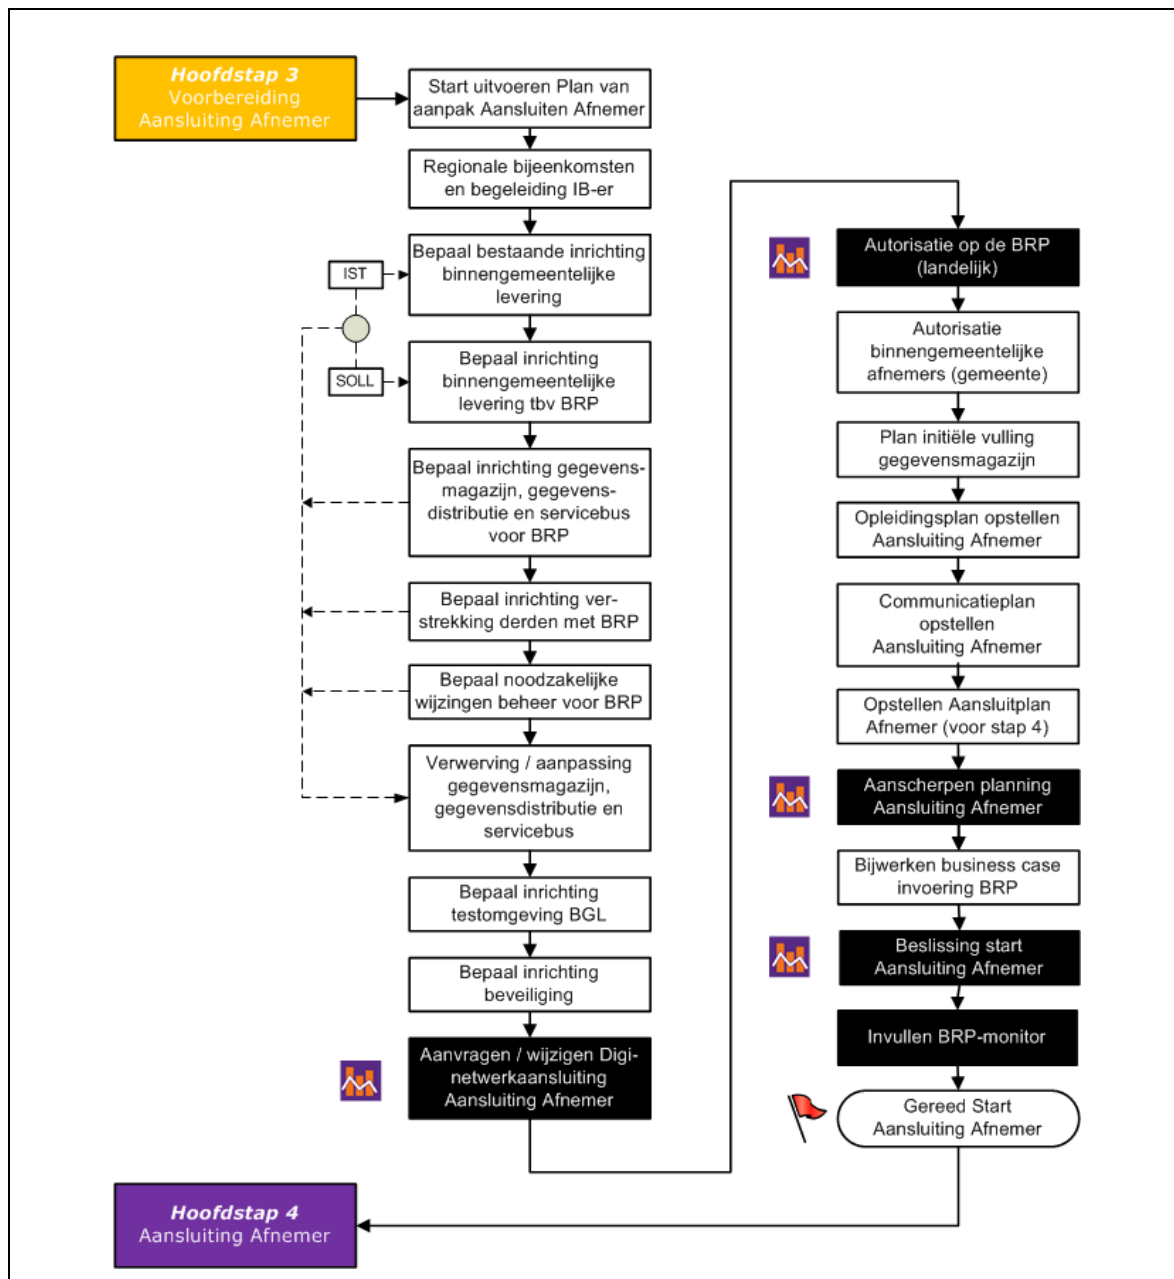 Hoofdstap 3
Voorbereiding
Aansluiting Afnemer
Start uitvoeren Plan van
aanpak Aansluiten Afnemer
Regionale bijeenkomsten
en begeleiding IB-er
Bepaal bestaande inrichting
binnengemeentelijke
levering
IST
SOLL
Bepaal inrichting
binnengemeentelijke
levering tbv BRP
Bepaal inrichting gegevens-
magazijn, gegevens-
distributie en servicebus
voor BRP
Bepaal inrichting ver-
strekking derden met BRP
Bepaal noodzakelijke
wijzingen beheer voor BRP
Verwerving / aanpassing
gegevensmagazijn,
gegevensdistributie en
servicebus
Bepaal inrichting
testomgeving BGL
Bepaal inrichting
beveiliging
Aanvragen / wijzigen Digi-
netwerkaansluiting
Aansluiting Afnemer
Autorisatie op de BRP
(landelijk)
Autorisatie
binnengemeentelijke
afnemers (gemeente)
Plan initiële vulling
gegevensmagazijn
Opleidingsplan opstellen
Aansluiting Afnemer
Communicatieplan
opstellen
Aansluiting Afnemer
Opstellen Aansluitplan
Afnemer (voor stap 4)
Aanscherpen planning
Aansluiting Afnemer
Bijwerken business case
invoering BRP
Beslissing start
Aansluiting Afnemer
Invullen BRP-monitor
Gereed Start
Aansluiting Afnemer
Hoofdstap 4
Aansluiting Afnemer